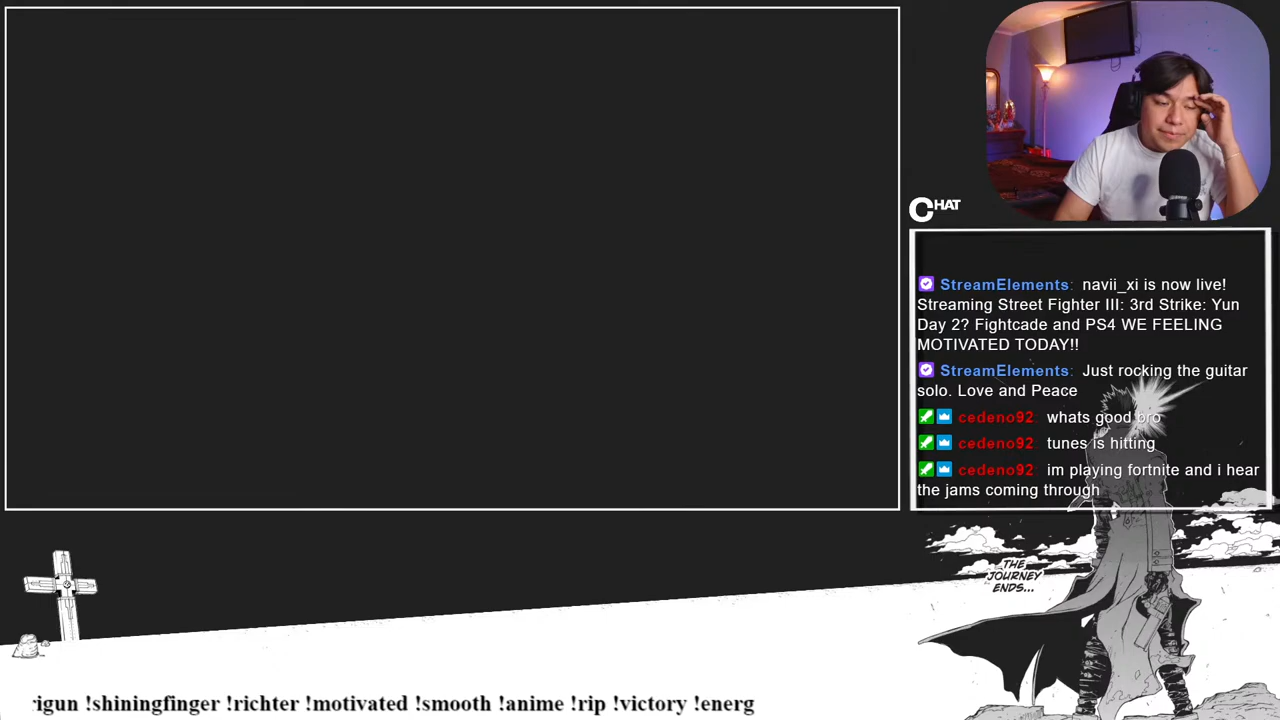 CHAT
StreamElements: navii_xi is now live!
Streaming Street Fighter III: 3rd Strike: Yun
Day 2? Fightcade and PS4 WE FEELING
MOTIVATED TODAY!!
StreamElements: Just rocking the guitar
solo. Love and Peace
cedeno92: whats good bro
cedeno92: tunes is hitting
cedeno92: im playing fortnite and i hear
the jams coming through
THE
JOURNEY
ENDS...
rigun !shiningfinger !richter !motivated !smooth !anime !rip !victory !energ